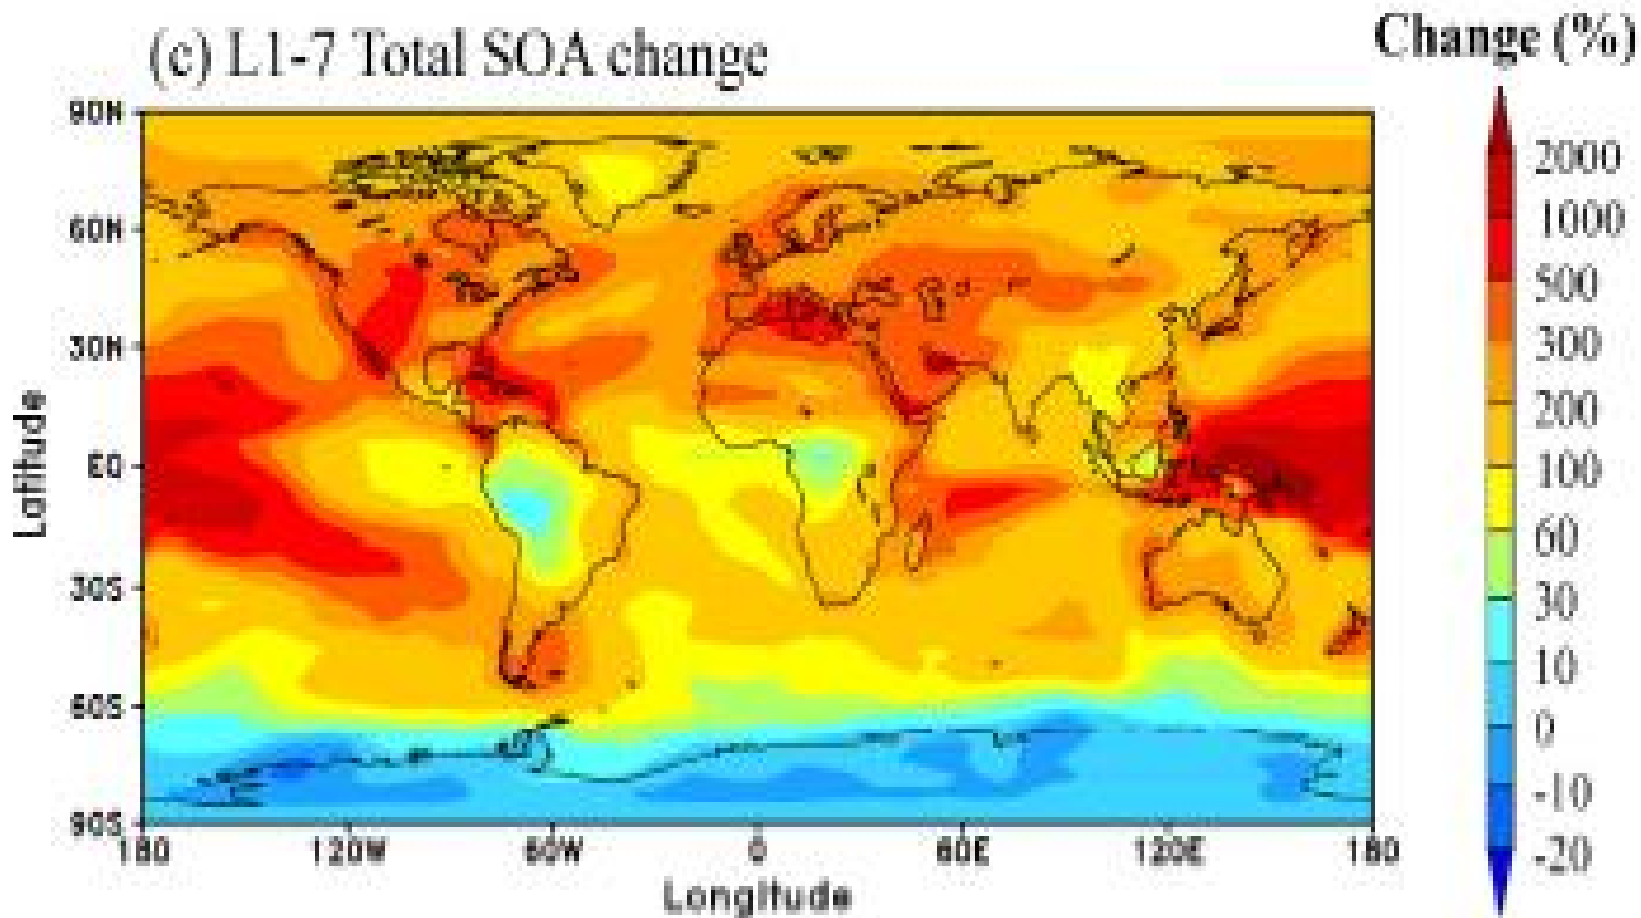 Change (%)
(c) L1-7 Total SOA change
90N
60N
30N
EQ
30S
60S
90S
Latitude
180
120W
60W
0
60E
120E
180
Longitude
2000
1000
500
300
200
100
60
30
10
0
-10
-20